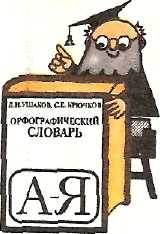 Д.Н.УШАКОВ, С.Е.КРЮЧКОВ
ОРФОГРАФИЧЕСКИЙ
СЛОВАРЬ
А-Я